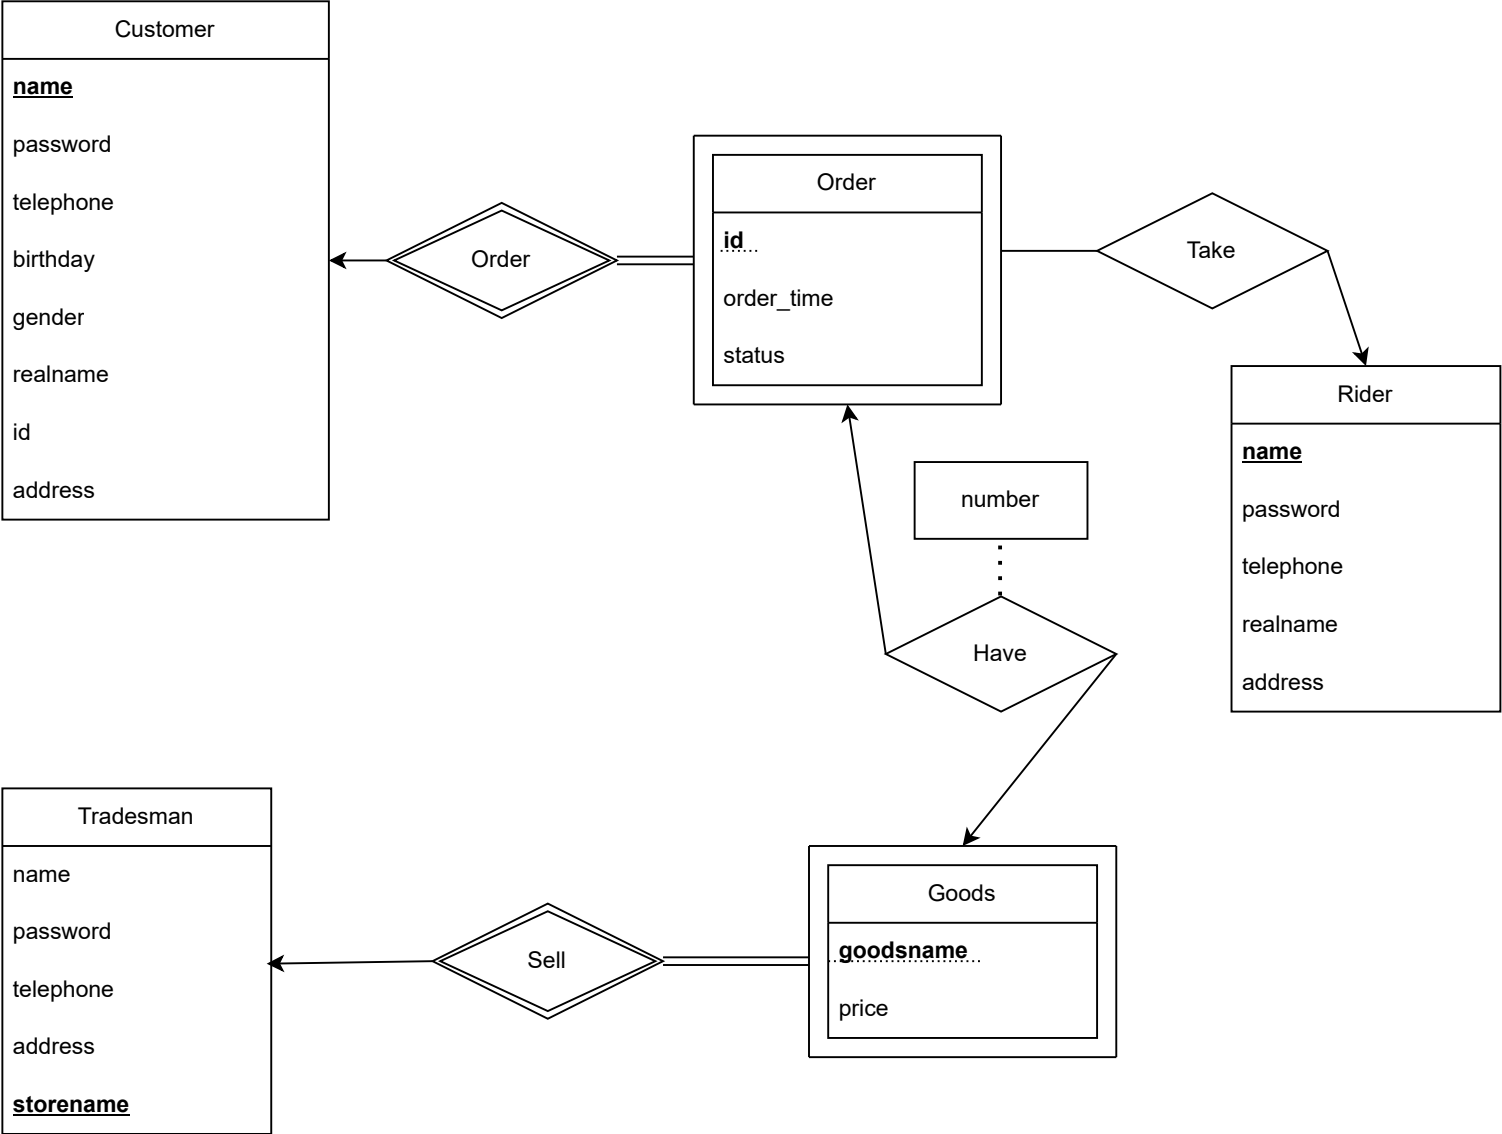 Customer
name
password
telephone
birthday
gender
realname
id
address
Order
Order
id
order_time
status
Take
Rider
name
password
telephone
realname
address
number
Have
Tradesman
name
password
telephone
address
storename
Sell
Goods
goodsname
price